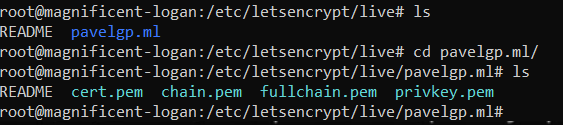 root@magnificent-logan:/etc/letsencrypt/live# ls
README  pavelgp.ml
root@magnificent-logan:/etc/letsencrypt/live# cd pavelgp.ml/
root@magnificent-logan:/etc/letsencrypt/live/pavelgp.ml# ls
README  cert.pem  chain.pem  fullchain.pem  privkey.pem
root@magnificent-logan:/etc/letsencrypt/live/pavelgp.ml#